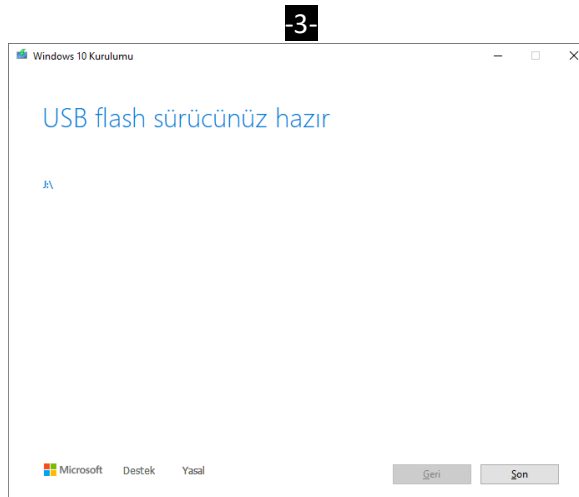 -3-
Windows 10 Kurulumu
USB flash sürücünüz hazır
J:\
Microsoft Destek Yasal Geri Son